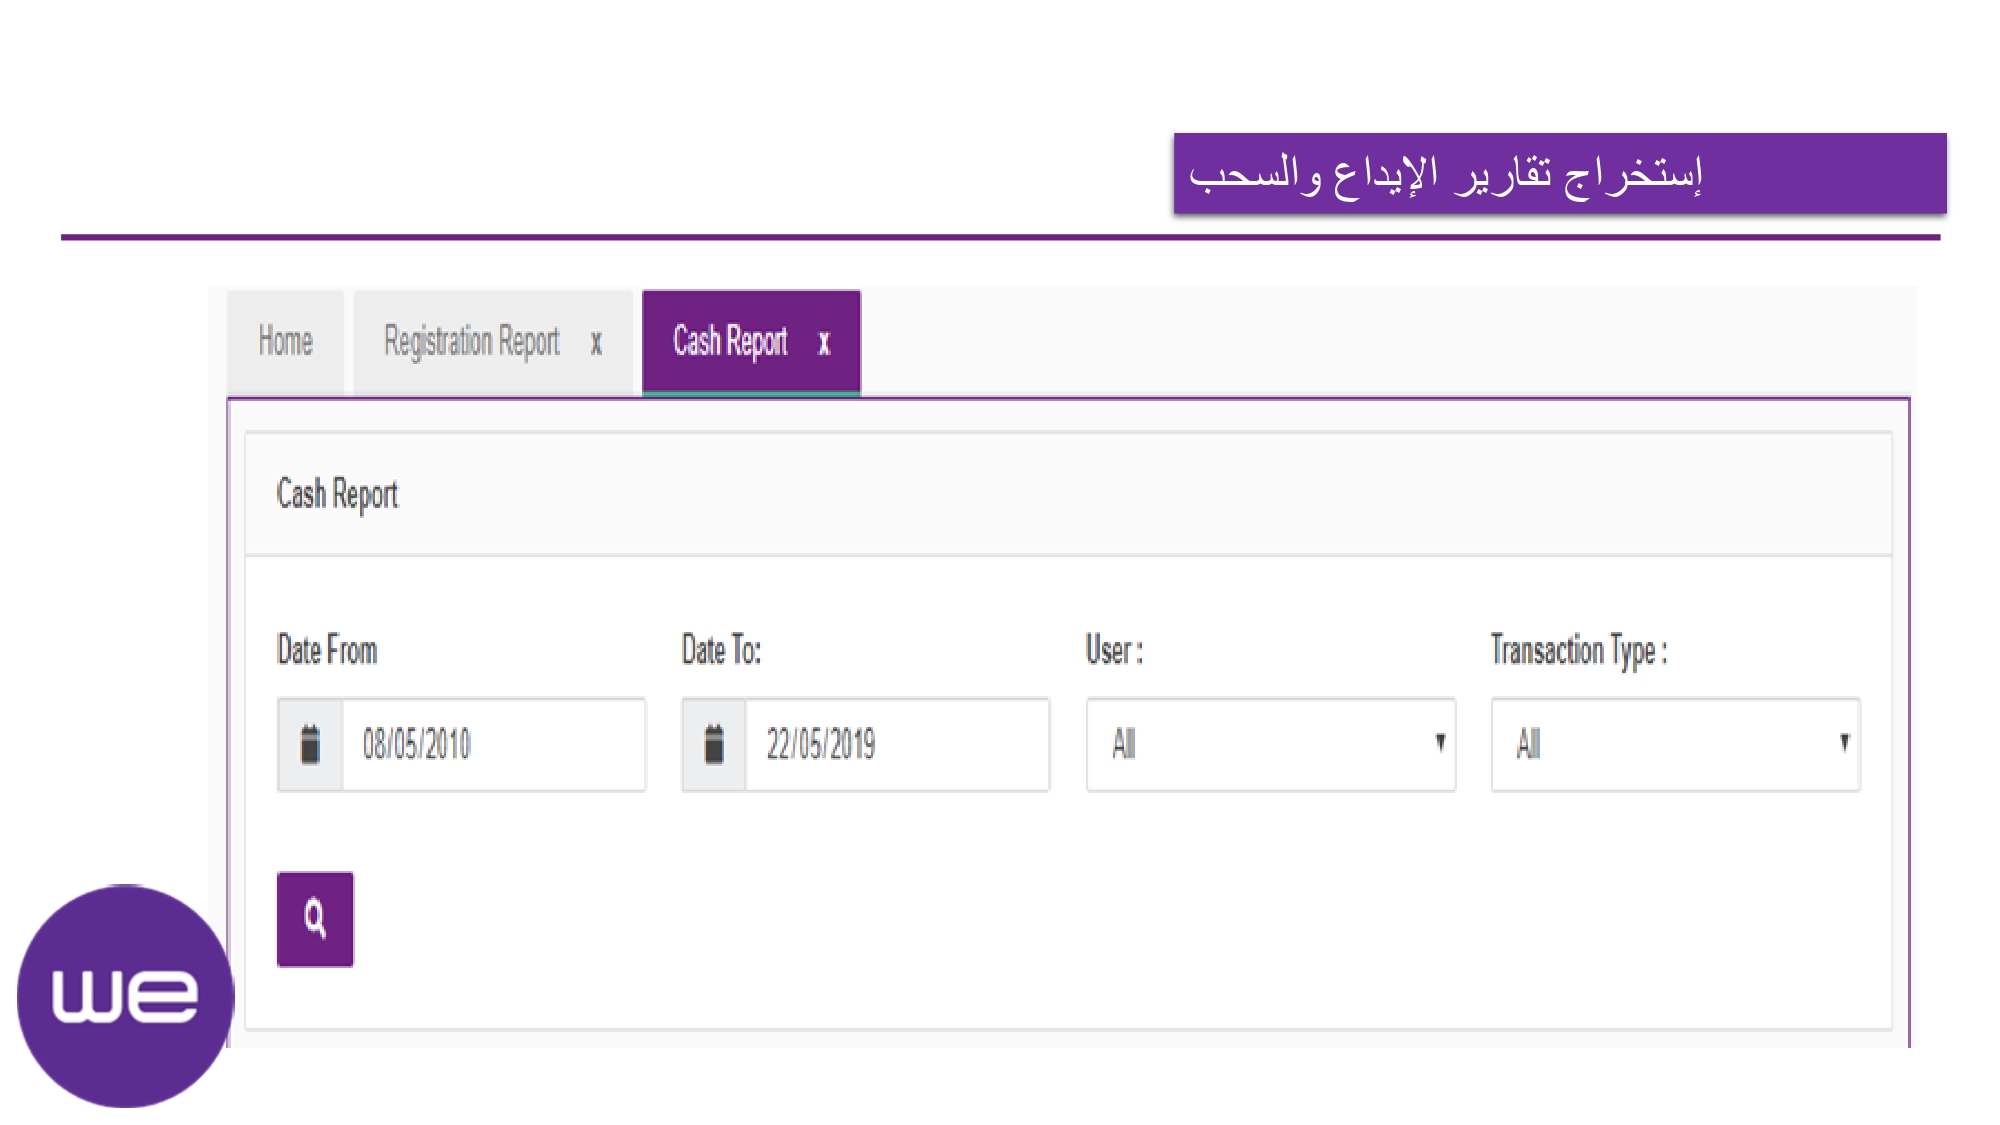 إستخراج تقارير الإيداع والسحب
Home Registration Report x Cash Report x
Cash Report
Date From Date To: User : Transaction Type :
08/05/2010 22/05/2019 All All
we